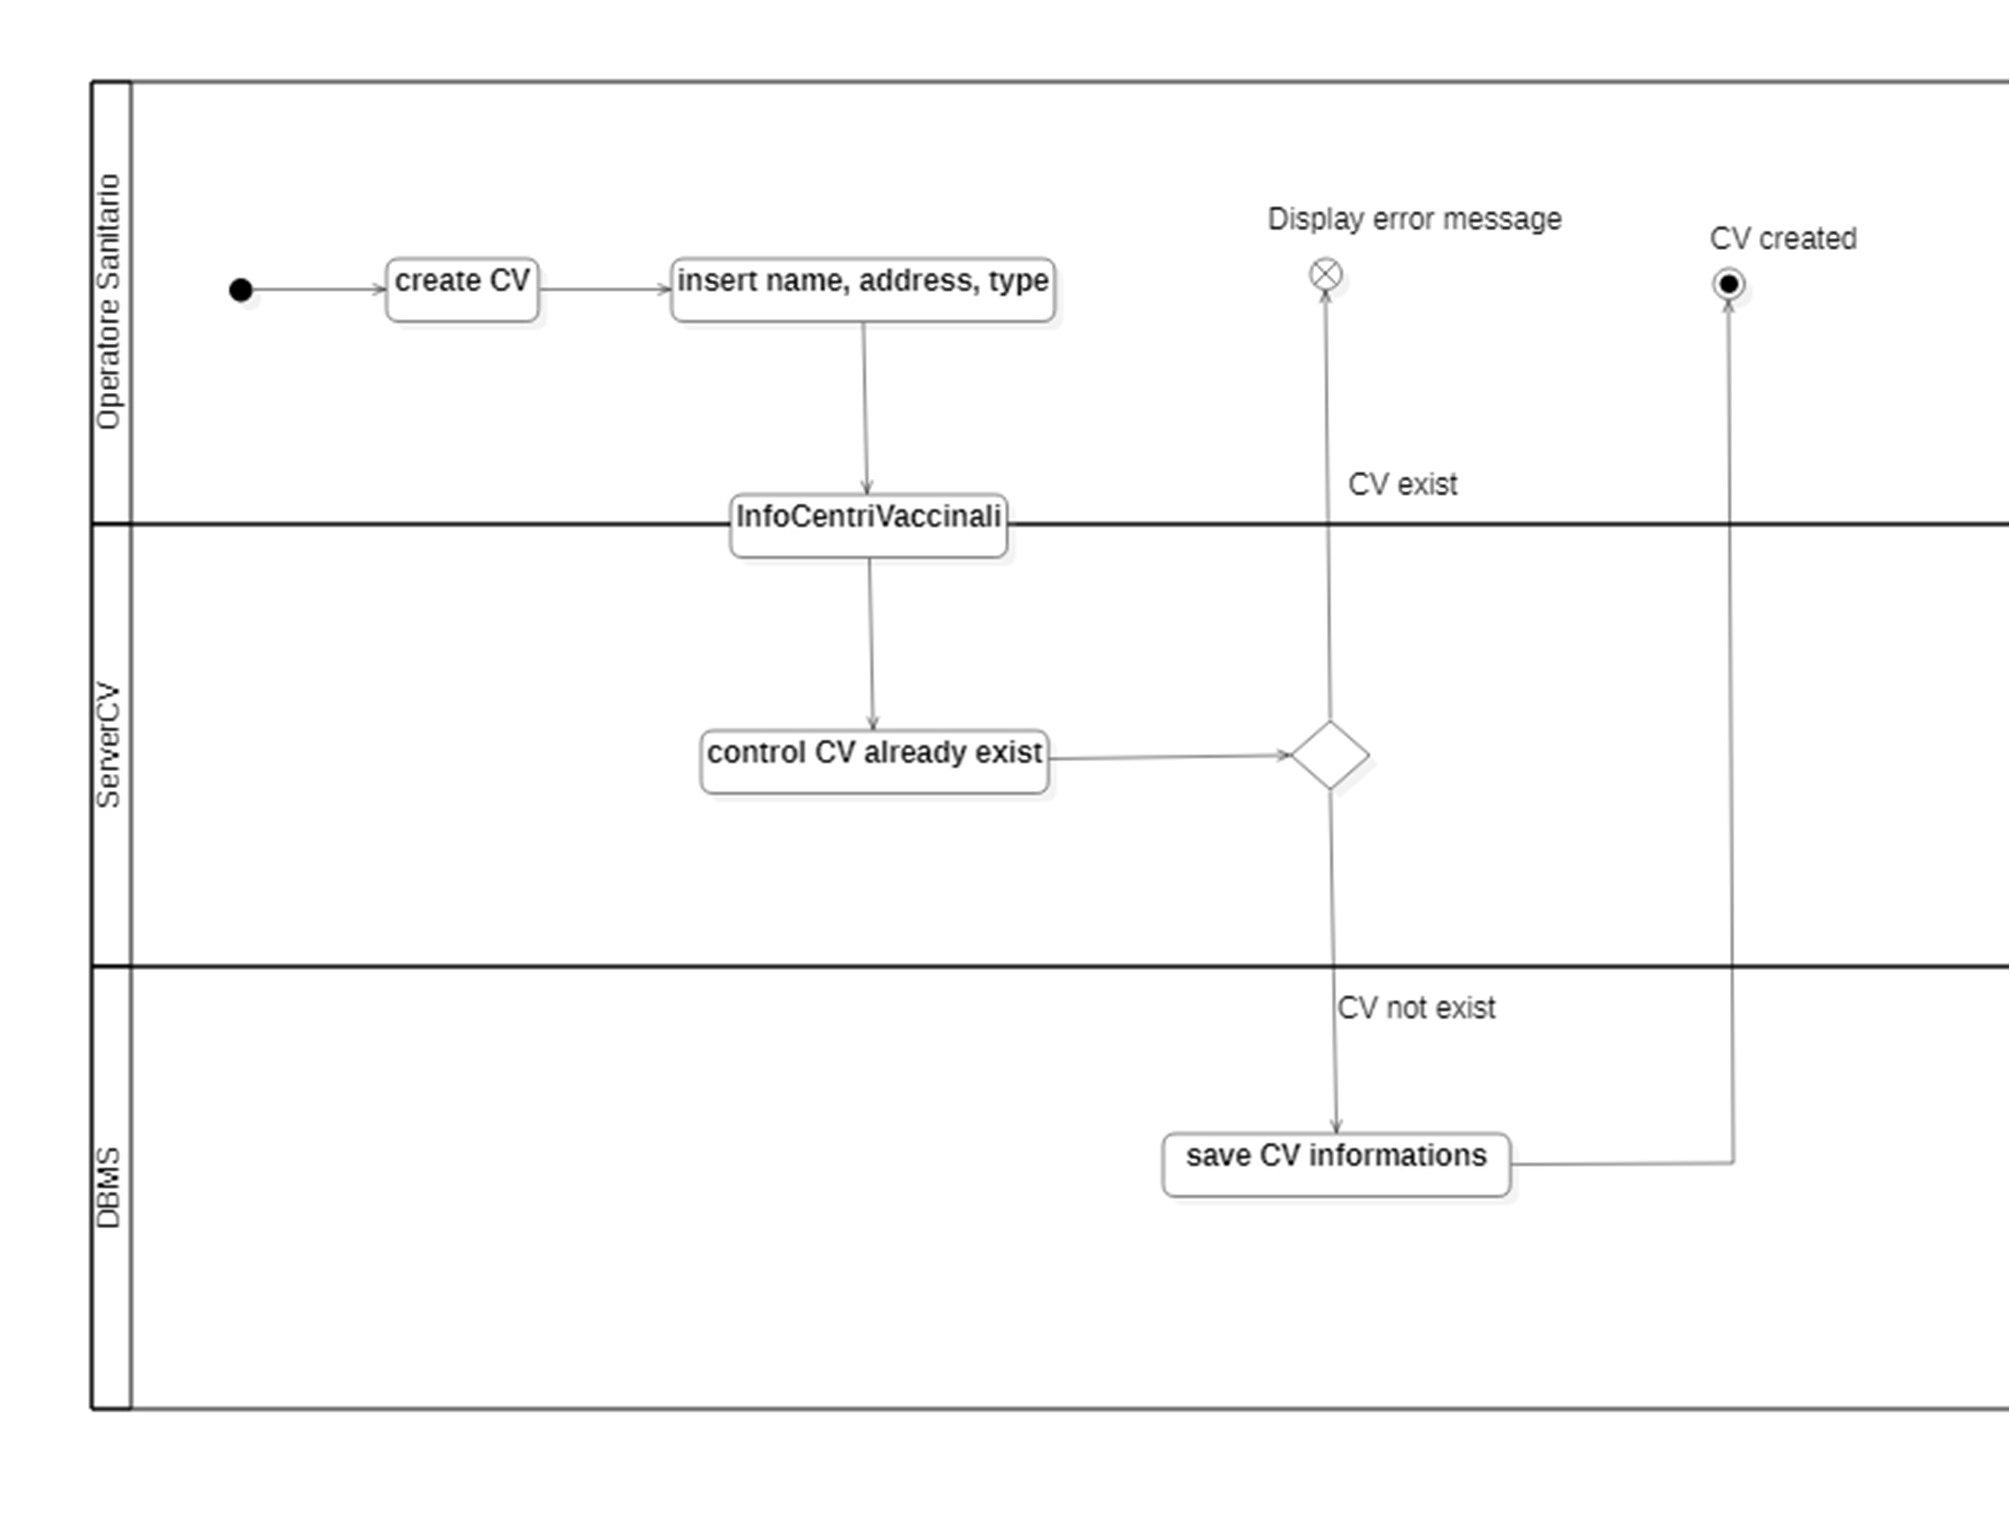 Operatore Sanitario
Display error message
CV created
create CV
insert name, address, type
CV exist
InfoCentriVaccinali
ServerCV
control CV already exist
DBMS
CV not exist
save CV informations